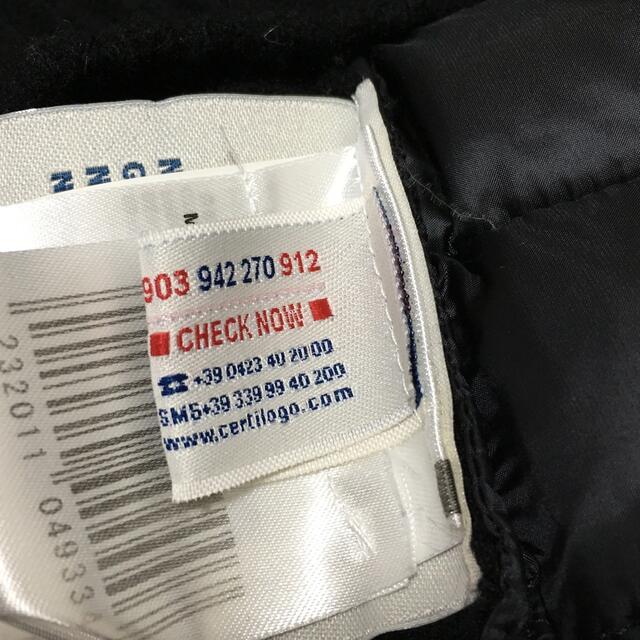 903 942 270 912
CHECK NOW
+39 0423 40 20 00
SMS+39 339 99 40 200
www.certilogo.com
N
232011 04933A